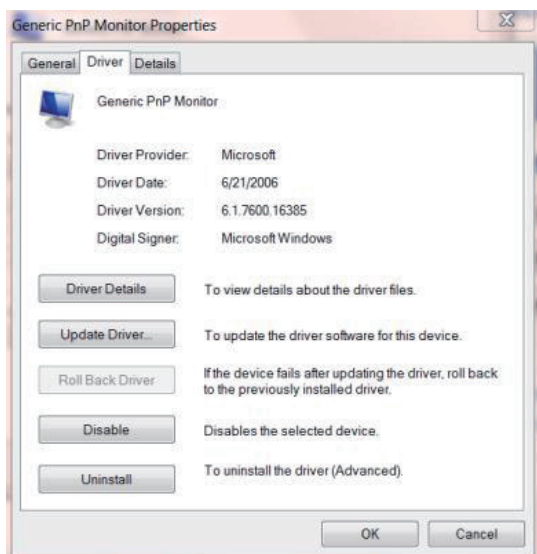 Generic PnP Monitor Properties
General Driver Details
Generic PnP Monitor
Driver Provider: Microsoft
Driver Date: 6/21/2006
Driver Version: 6.1.7600.16385
Digital Signer: Microsoft Windows
Driver Details To view details about the driver files.
Update Driver... To update the driver software for this device.
Roll Back Driver If the device fails after updating the driver, roll back
to the previously installed driver.
Disable Disables the selected device.
Uninstall To uninstall the driver (Advanced).
OK Cancel